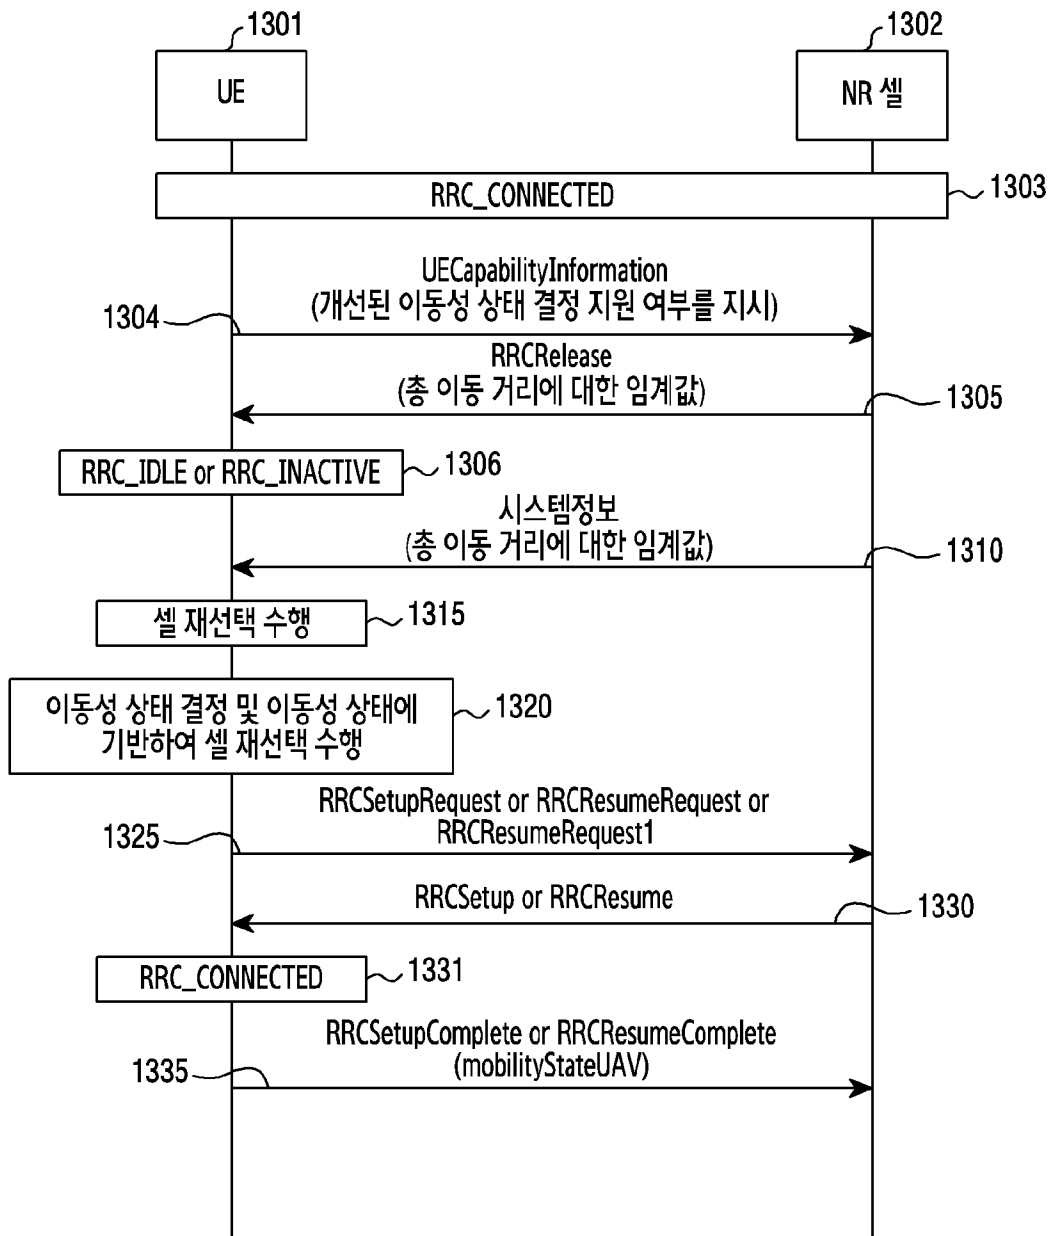 1301
1302
UE
NR 셀
RRC_CONNECTED
1303
UECapabilityInformation
(개선된 이동성 상태 결정 지원 여부를 지시)
1304
RRCRelease
(총 이동 거리에 대한 임계값)
1305
RRC_IDLE or RRC_INACTIVE
1306
시스템정보
(총 이동 거리에 대한 임계값)
1310
셀 재선택 수행
1315
이동성 상태 결정 및 이동성 상태에
기반하여 셀 재선택 수행
1320
RRCSetupRequest or RRCResumeRequest or
RRCResumeRequest1
1325
RRCSetup or RRCResume
1330
RRC_CONNECTED
1331
RRCSetupComplete or RRCResumeComplete
(mobilityStateUAV)
1335